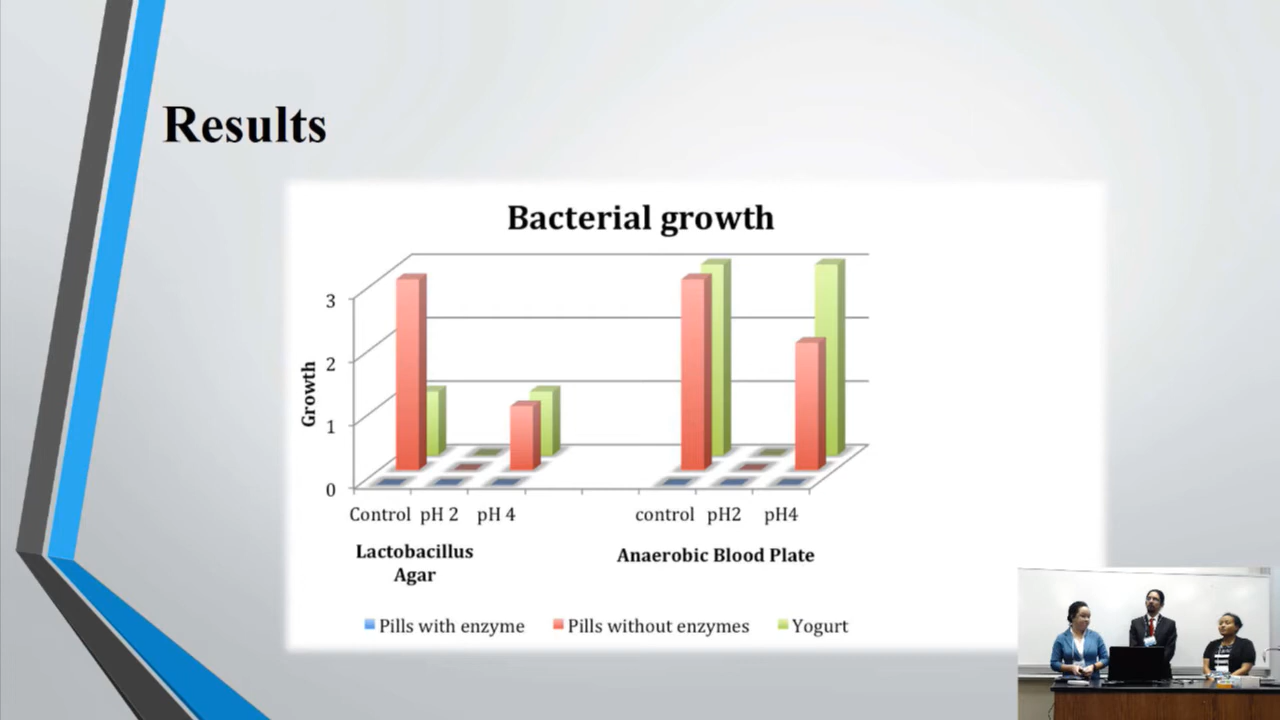 Results
Bacterial growth
3
2
1
0
Growth
Control pH 2 pH 4
control pH2 pH4
Lactobacillus
Agar
Anaerobic Blood Plate
Pills with enzyme Pills without enzymes Yogurt